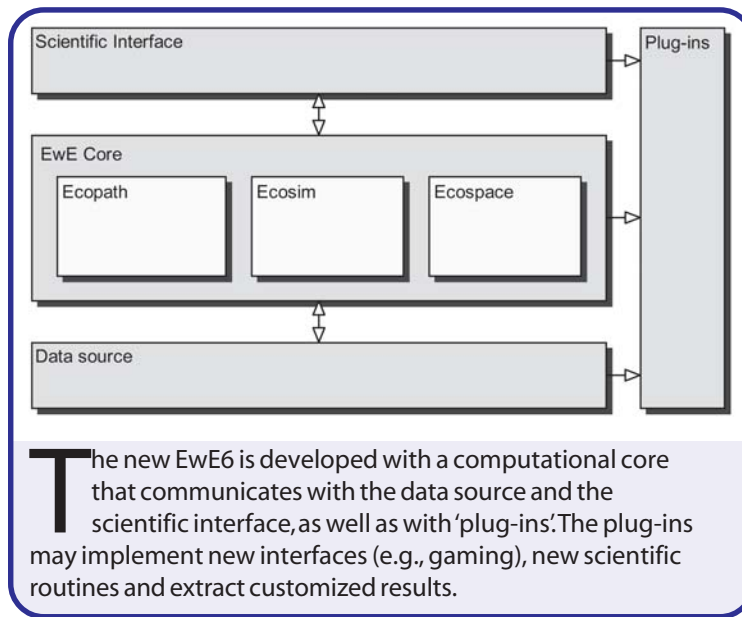 Scientific Interface
Plug-ins
EwE Core
Ecopath
Ecosim
Ecospace
Data source
The new EwE6 is developed with a computational core
that communicates with the data source and the
scientific interface, as well as with ‘plug-ins’. The plug-ins
may implement new interfaces (e.g., gaming), new scientific
routines and extract customized results.